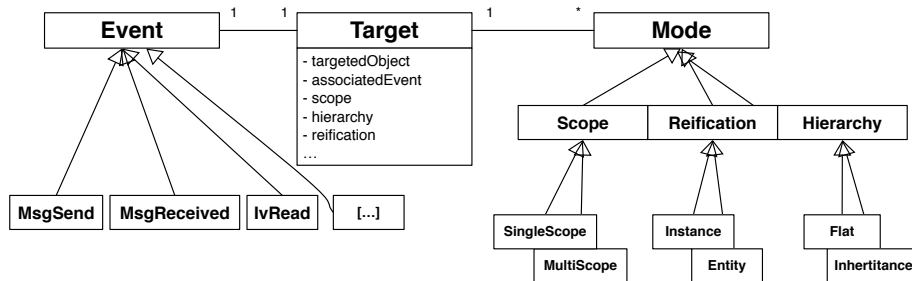 1 1 1 *
Event Target Mode
- targetedObject
- associatedEvent
- scope
- hierarchy
- reification
...
Scope Reification Hierarchy
MsgSend MsgReceived IvRead [...]
SingleScope Instance Flat
MultiScope Entity Inhertitance